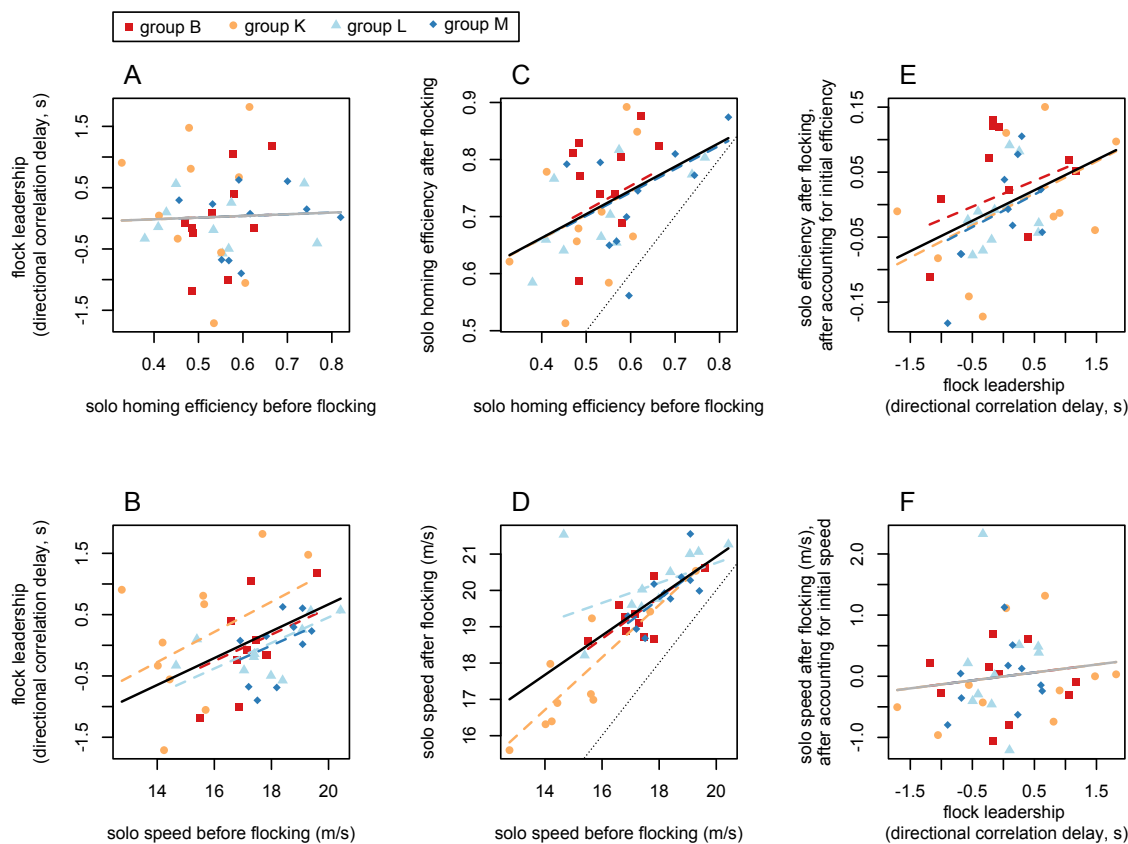 group B group K group L group M
A
flock leadership
(directional correlation delay, s)
1.5
0.5
-0.5
-1.5
0.4 0.5 0.6 0.7 0.8
solo homing efficiency before flocking
C
solo homing efficiency after flocking
0.9
0.8
0.7
0.6
0.5
0.4 0.5 0.6 0.7 0.8
solo homing efficiency before flocking
E
solo efficiency after flocking,
after accounting for initial efficiency
0.15
0.05
-0.05
-0.15
-1.5 -0.5 0.5 1.5
flock leadership
(directional correlation delay, s)
B
flock leadership
(directional correlation delay, s)
1.5
0.5
-0.5
-1.5
14 16 18 20
solo speed before flocking (m/s)
D
solo speed after flocking (m/s)
21
20
19
18
17
16
14 16 18 20
solo speed before flocking (m/s)
F
solo speed after flocking (m/s),
after accounting for initial speed
2.0
1.0
0.0
-1.0
-1.5 -0.5 0.5 1.5
flock leadership
(directional correlation delay, s)